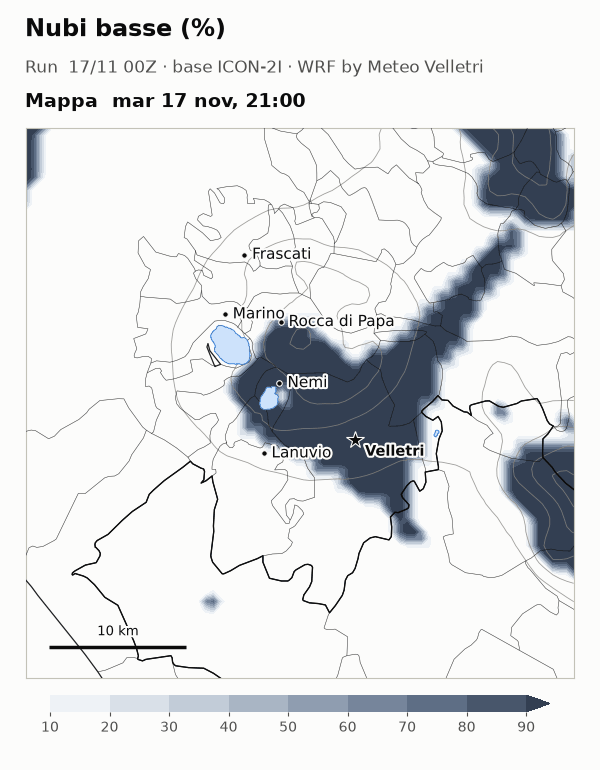 Nubi basse (%)
Run  17/11 00Z · base ICON-2I · WRF by Meteo Velletri
Mappa  mar 17 nov, 21:00
Frascati
Marino
Rocca di Papa
Nemi
Velletri
Lanuvio
10 km
10 20 30 40 50 60 70 80 90